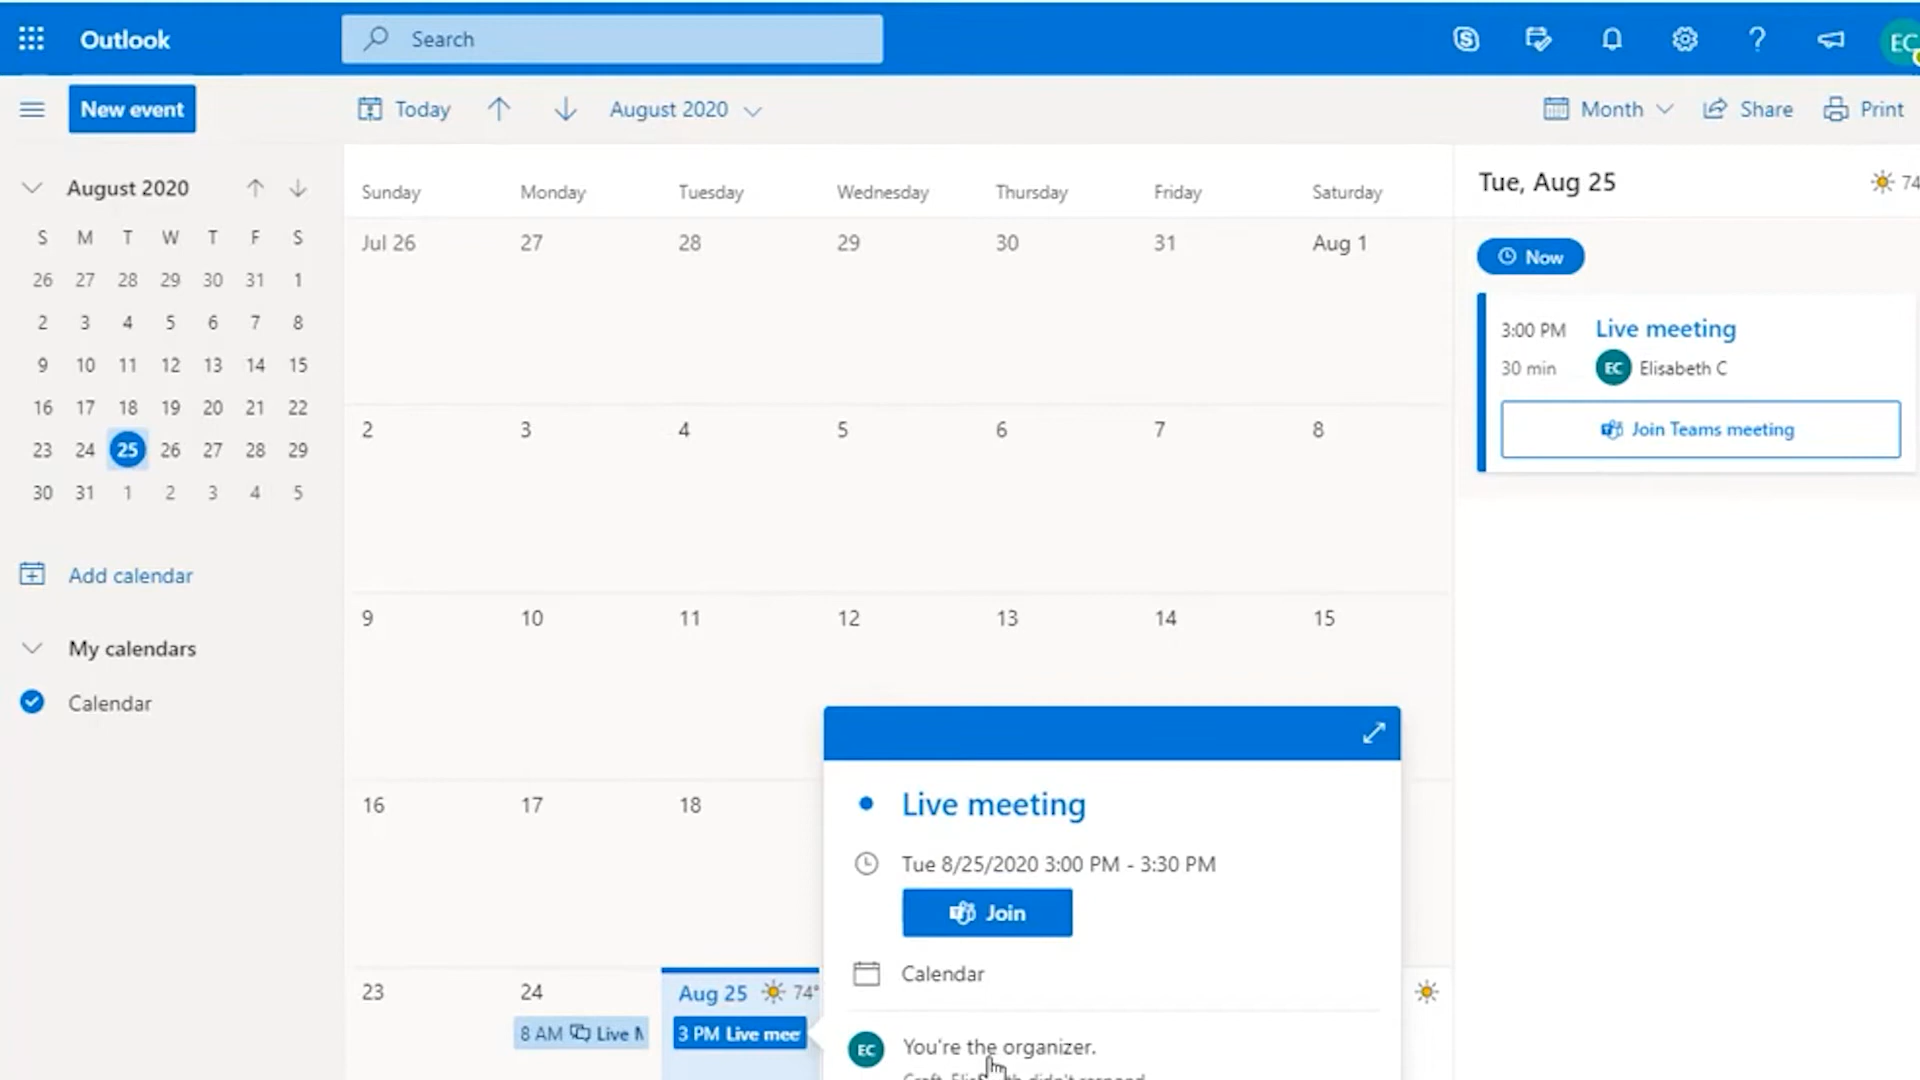 Outlook
Search
EC
New event
Today
August 2020
Month
Share
Print
August 2020
S M T W T F S
26 27 28 29 30 31 1
2 3 4 5 6 7 8
9 10 11 12 13 14 15
16 17 18 19 20 21 22
23 24 25 26 27 28 29
30 31 1 2 3 4 5
Add calendar
My calendars
Calendar
Sunday Monday Tuesday Wednesday Thursday Friday Saturday
Jul 26 27 28 29 30 31 Aug 1
2 3 4 5 6 7 8
9 10 11 12 13 14 15
16 17 18
23 24 Aug 25 74°
8 AM Live
3 PM Live mee
Live meeting
Tue 8/25/2020 3:00 PM - 3:30 PM
Join
Calendar
EC You're the organizer.
didn't respond
Tue, Aug 25 74
Now
3:00 PM Live meeting
30 min EC Elisabeth C
Join Teams meeting